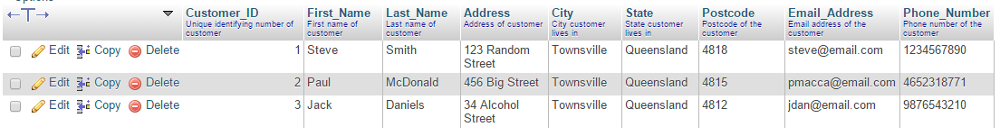 Options
Customer_ID First_Name Last_Name Address City State Postcode Email_Address Phone_Number
Unique identifying number of customer First name of customer Last name of customer Address of customer City customer lives in State customer lives in Postcode of the customer Email address of the customer Phone number of the customer
Edit Copy Delete 1 Steve Smith 123 Random Street Townsville Queensland 4818 steve@email.com 1234567890
Edit Copy Delete 2 Paul McDonald 456 Big Street Townsville Queensland 4815 pmacca@email.com 4652318771
Edit Copy Delete 3 Jack Daniels 34 Alcohol Street Townsville Queensland 4812 jdan@email.com 9876543210